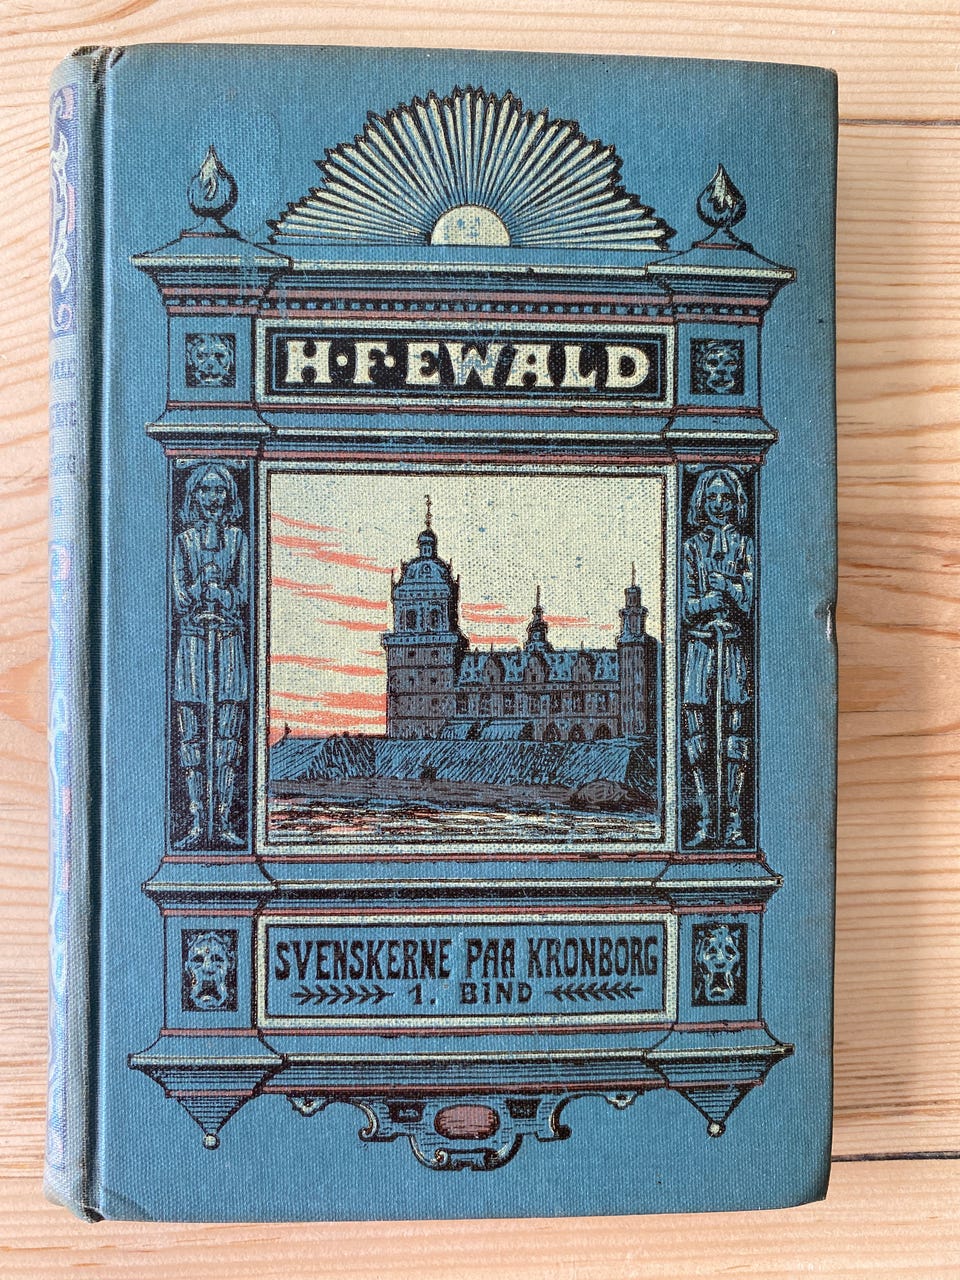 H·F·EWALD
SVENSKERNE PAA KRONBORG
1. BIND